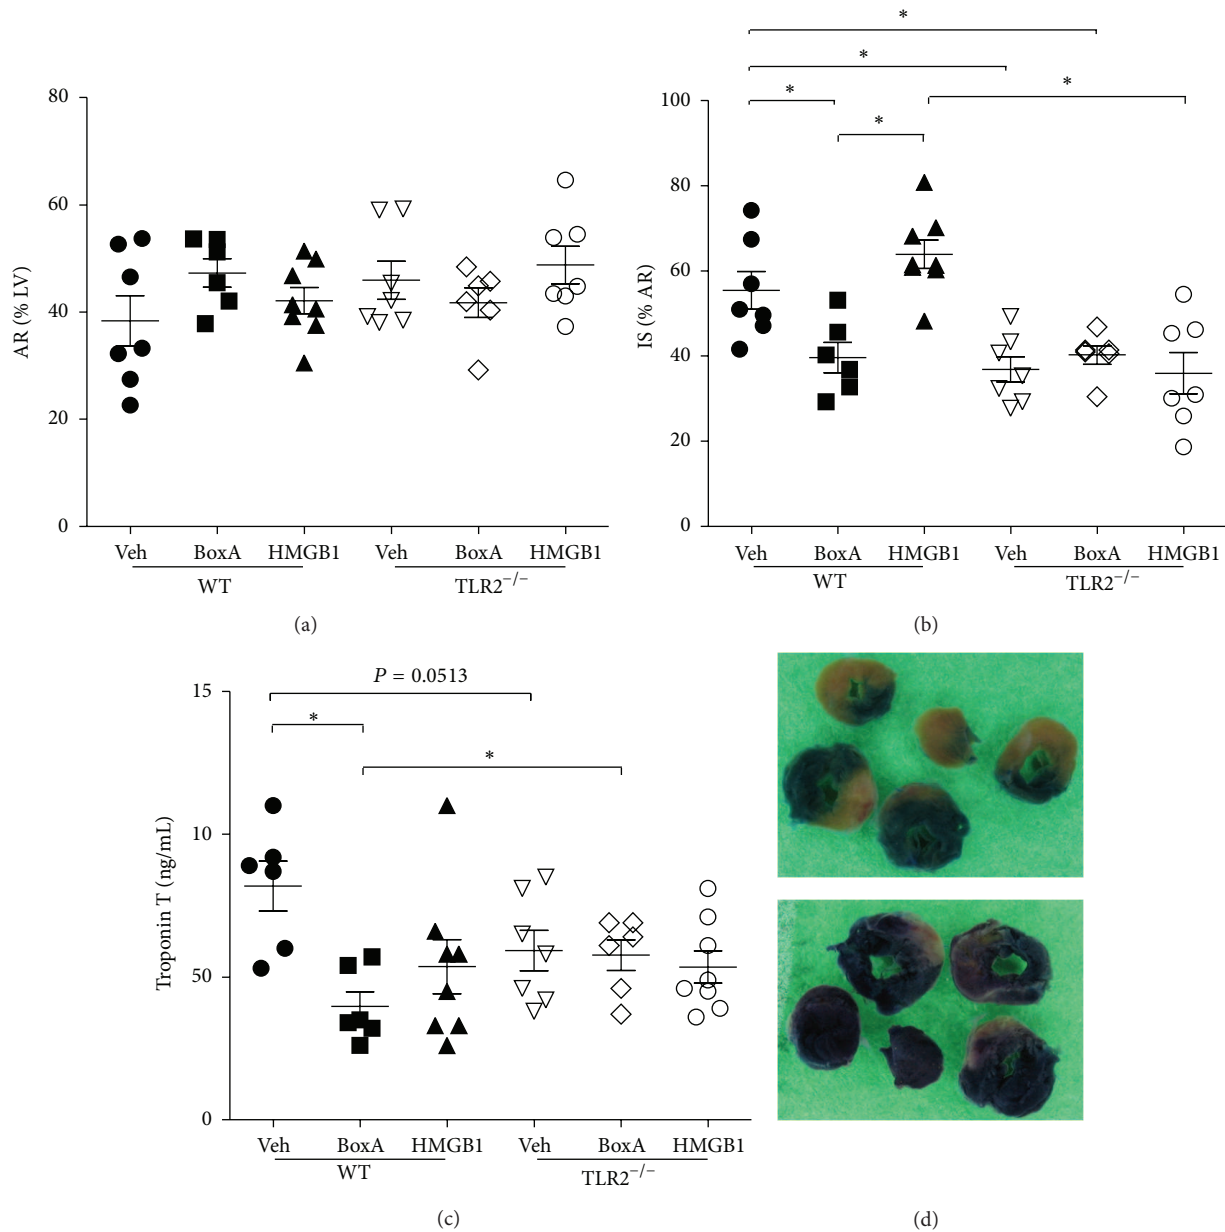 80
60
40
20
0
AR (% LV)
Veh BoxA HMGB1 Veh BoxA HMGB1
WT TLR2−/−
(a)
*
*
*
*
*
100
80
60
40
20
0
IS (% AR)
Veh BoxA HMGB1 Veh BoxA HMGB1
WT TLR2−/−
(b)
P = 0.0513
*
*
15
10
50
0
Troponin T (ng/mL)
Veh BoxA HMGB1 Veh BoxA HMGB1
WT TLR2−/−
(c)
(d)